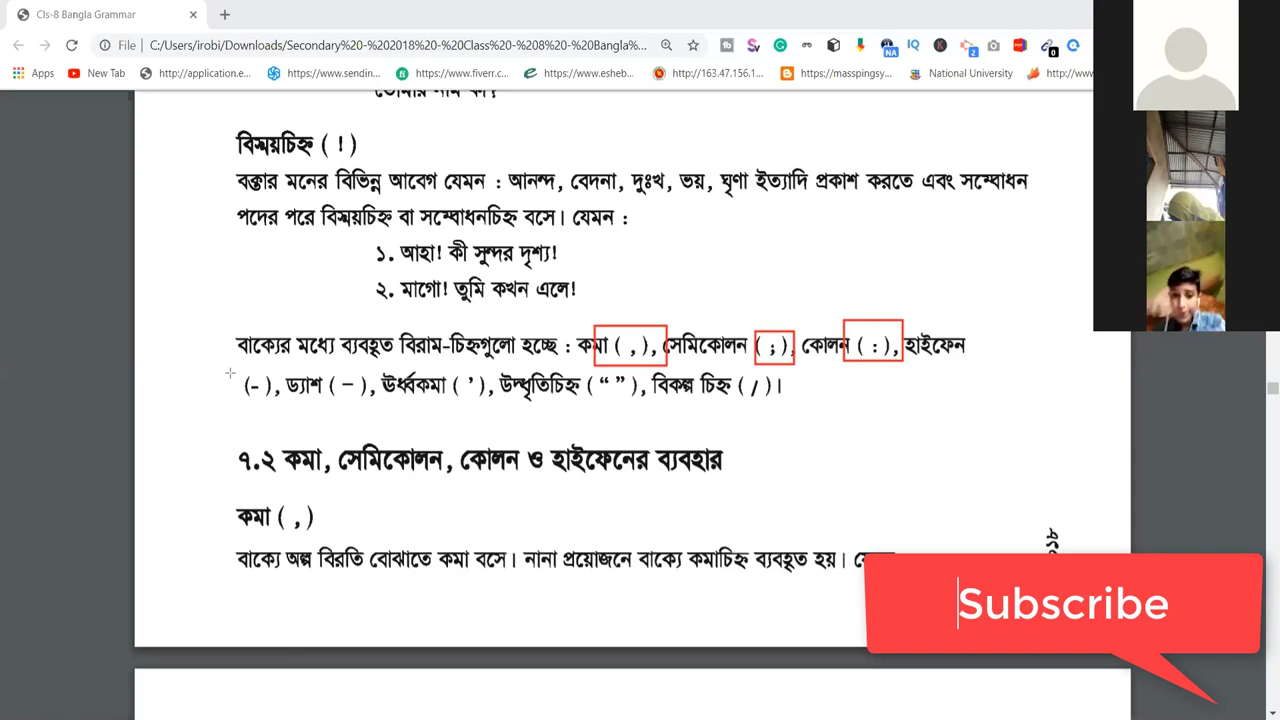 Cls-8 Bangla Grammar
File C:/Users/irobi/Downloads/Secondary%20-%202018%20-%20Class%20-%208%20-%20Bangla%...
Apps New Tab http://application.e... https://www.sendin... https://www.fiverr.c... https://www.esheb... http://163.47.156.1... https://www.masspingsy... National University http://www
তোমার নাম কী?
বিস্ময়চিহ্ন ( ! )
বক্তার মনের বিভিন্ন আবেগ যেমন : আনন্দ, বেদনা, দুঃখ, ভয়, ঘৃণা ইত্যাদি প্রকাশ করতে এবং সম্বোধন
পদের পরে বিস্ময়চিহ্ন বা সম্বোধনচিহ্ন বসে। যেমন :
১. আহা! কী সুন্দর দৃশ্য!
২. মাগো! তুমি কখন এলে!
বাক্যের মধ্যে ব্যবহৃত বিরাম-চিহ্নগুলো হচ্ছে : কমা ( , ), সেমিকোলন ( ; ), কোলন ( : ), হাইফেন
( - ), ড্যাশ ( – ), ঊর্ধ্বকমা ( ’ ), উদ্ধৃতিচিহ্ন ( “ ” ), বিকল্প চিহ্ন ( / )।
৭.২ কমা, সেমিকোলন, কোলন ও হাইফেনের ব্যবহার
কমা ( , )
বাক্যে অল্প বিরতি বোঝাতে কমা বসে। নানা প্রয়োজনে বাক্যে কমাচিহ্ন ব্যবহৃত হয়।
Subscribe